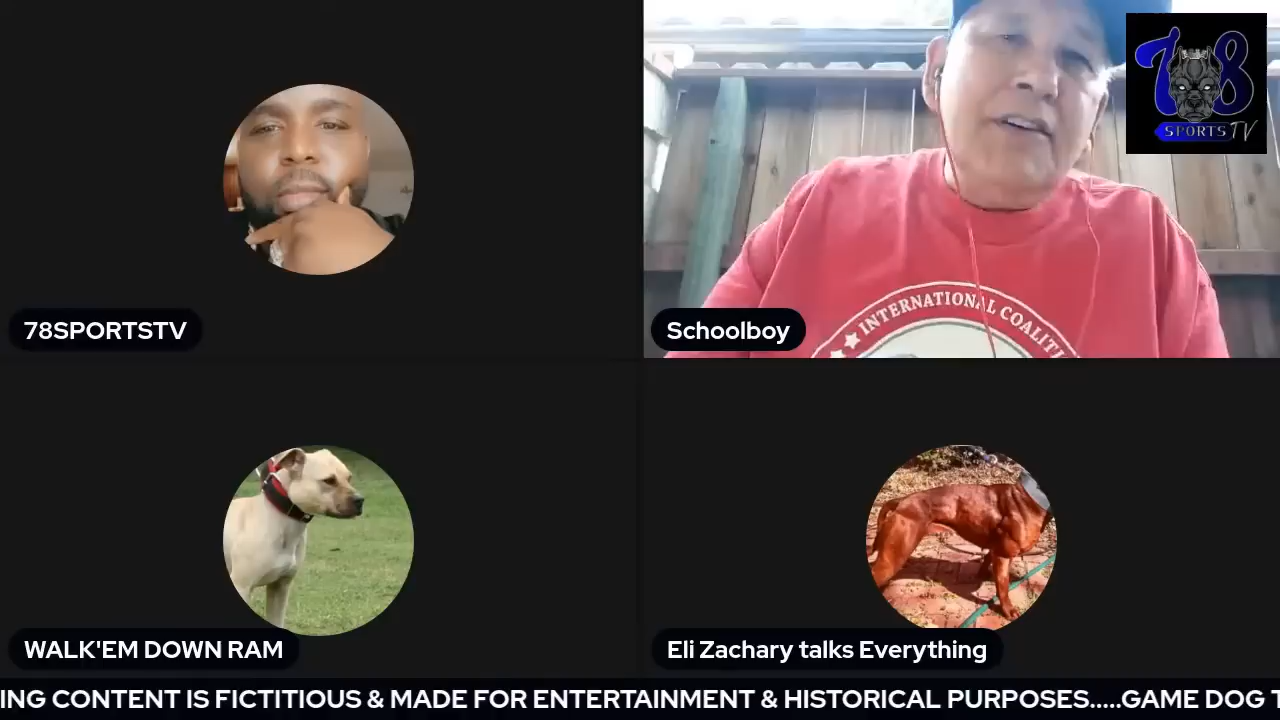 78
SPORTS TV
INTERNATIONAL COALITI
78SPORTSTV
Schoolboy
WALK'EM DOWN RAM
Eli Zachary talks Everything
ING CONTENT IS FICTITIOUS & MADE FOR ENTERTAINMENT & HISTORICAL PURPOSES.....GAME DOG T